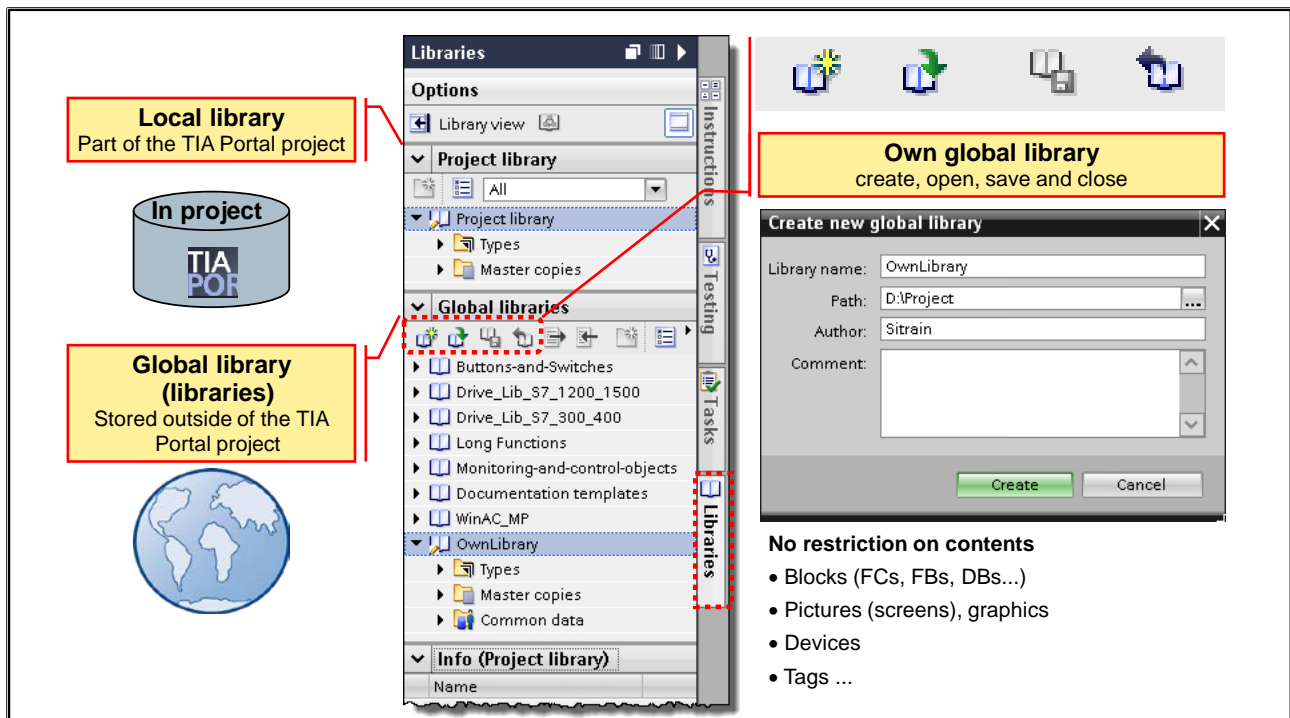 Local library
Part of the TIA Portal project
In project
TIA
POR
Global library
(libraries)
Stored outside of the TIA
Portal project
Libraries
Options
Library view
Project library
All
Project library
Types
Master copies
Global libraries
Buttons-and-Switches
Drive_Lib_S7_1200_1500
Drive_Lib_S7_300_400
Long Functions
Monitoring-and-control-objects
Documentation templates
WinAC_MP
OwnLibrary
Types
Master copies
Common data
Info (Project library)
Name
Instructions
Testing
Tasks
Libraries
Own global library
create, open, save and close
Create new global library
Library name: OwnLibrary
Path: D:\Project
...
Author: Sitrain
Comment:
Create Cancel
No restriction on contents
• Blocks (FCs, FBs, DBs...)
• Pictures (screens), graphics
• Devices
• Tags ...